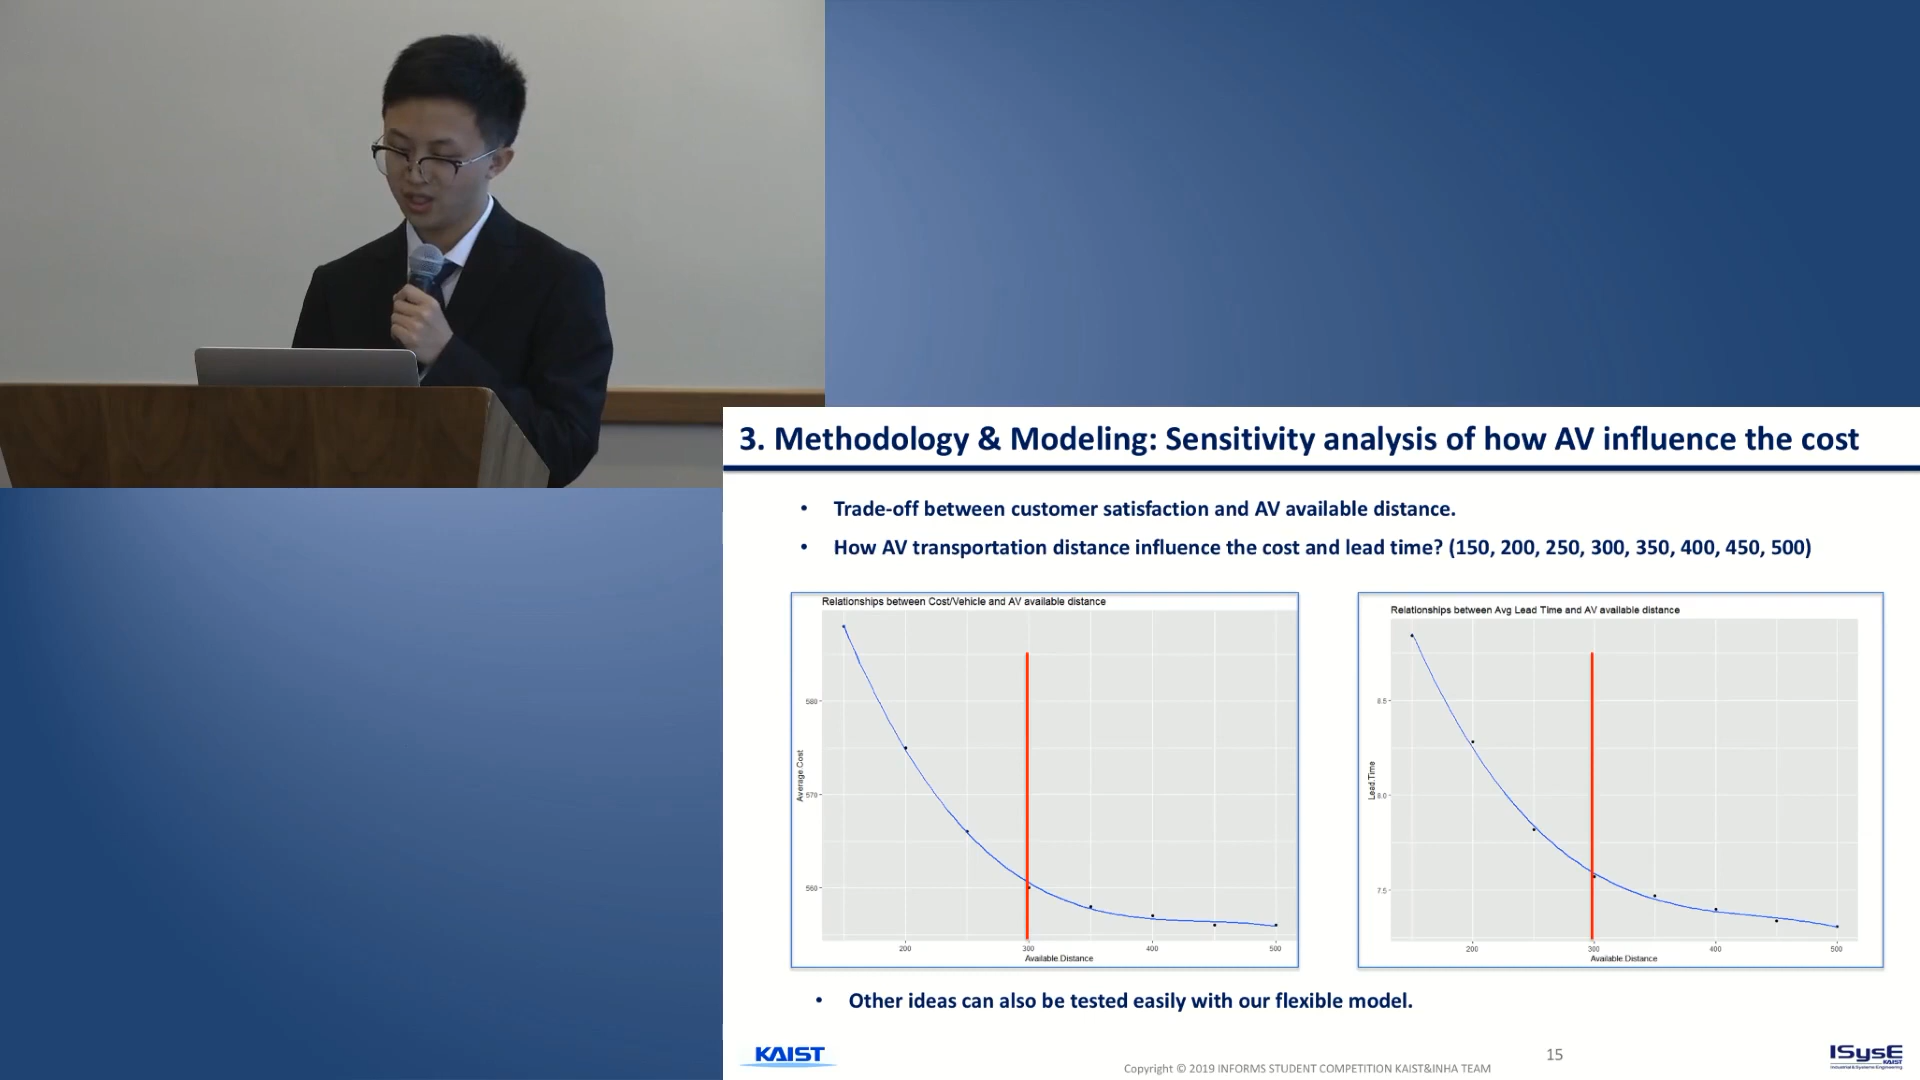 3. Methodology & Modeling: Sensitivity analysis of how AV influence the cost
• Trade-off between customer satisfaction and AV available distance.
• How AV transportation distance influence the cost and lead time? (150, 200, 250, 300, 350, 400, 450, 500)
Relationships between Cost/Vehicle and AV available distance
580
570
560
Average Cost
200 300 400 500
Available.Distance
Relationships between Avg Lead Time and AV available distance
8.5
8.0
7.5
Lead.Time
200 300 400 500
Available.Distance
• Other ideas can also be tested easily with our flexible model.
KAIST
Copyright © 2019 INFORMS STUDENT COMPETITION KAIST&INHA TEAM
15
ISysE
KAIST
Industrial & Systems Engineering